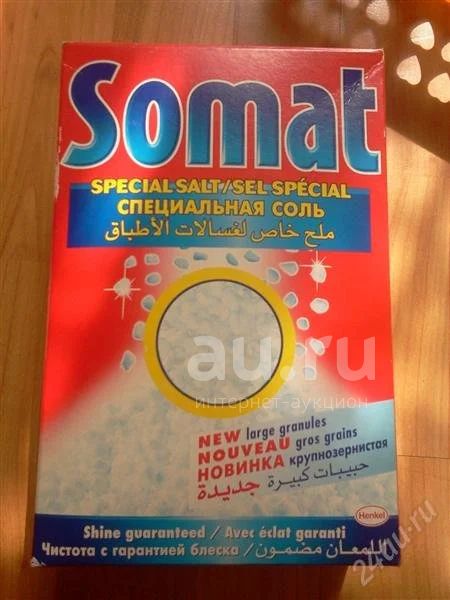 Somat
SPECIAL SALT/SEL SPÉCIAL
СПЕЦИАЛЬНАЯ СОЛЬ
ملح خاص لغسالات الأطباق
au.ru
интернет-аукцион
NEW large granules
NOUVEAU gros grains
НОВИНКА крупнозернистая
حبيبات كبيرة جديدة
Henkel
Shine guaranteed / Avec éclat garanti
Чистота с гарантией блеска / اللمعان مضمون
24au.ru